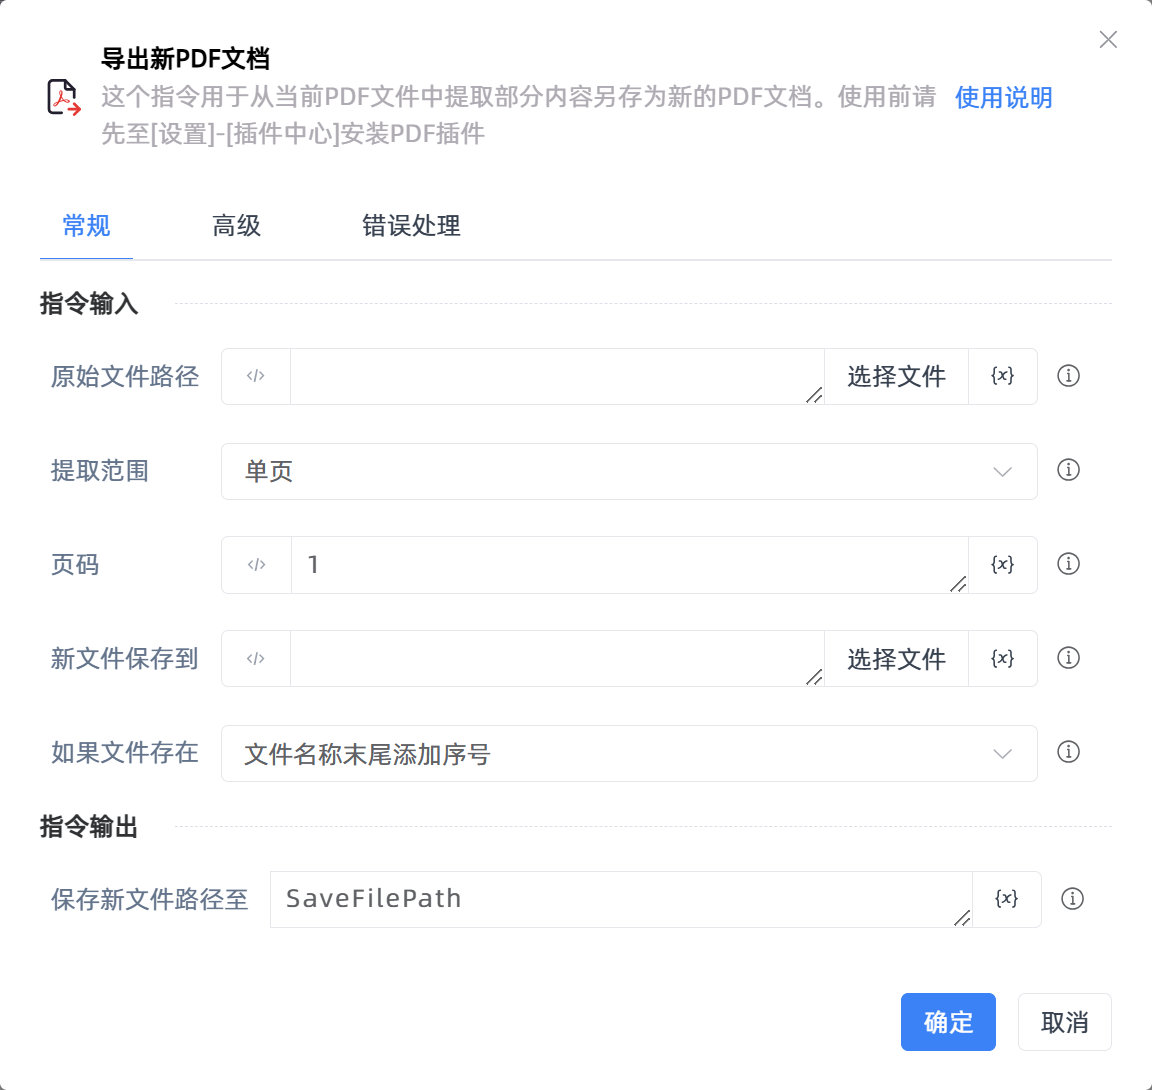 导出新PDF文档
这个指令用于从当前PDF文件中提取部分内容另存为新的PDF文档。使用前请 使用说明
先至[设置]-[插件中心]安装PDF插件
常规 高级 错误处理
指令输入
原始文件路径 </> 选择文件 {x}
提取范围 单页
页码 </> 1 {x}
新文件保存到 </> 选择文件 {x}
如果文件存在 文件名称末尾添加序号
指令输出
保存新文件路径至 SaveFilePath {x}
确定 取消